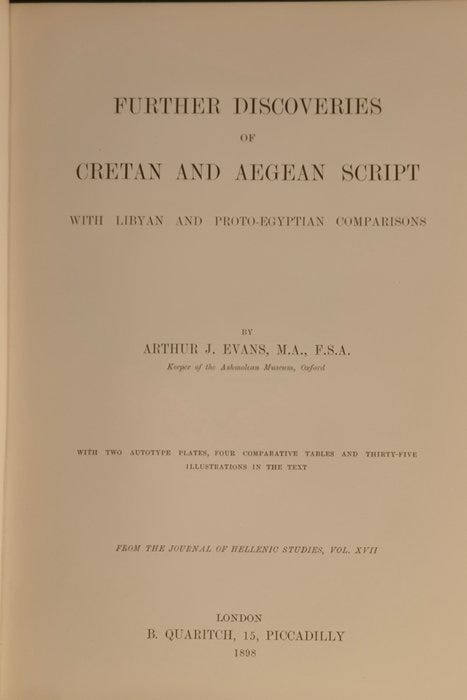 FURTHER DISCOVERIES
OF
CRETAN AND AEGEAN SCRIPT
WITH LIBYAN AND PROTO-EGYPTIAN COMPARISONS
BY
ARTHUR J. EVANS, M.A., F.S.A.
Keeper of the Ashmolean Museum, Oxford
WITH TWO AUTOTYPE PLATES, FOUR COMPARATIVE TABLES AND THIRTY-FIVE
ILLUSTRATIONS IN THE TEXT
FROM THE JOURNAL OF HELLENIC STUDIES, VOL. XVII
LONDON
B. QUARITCH, 15, PICCADILLY
1898